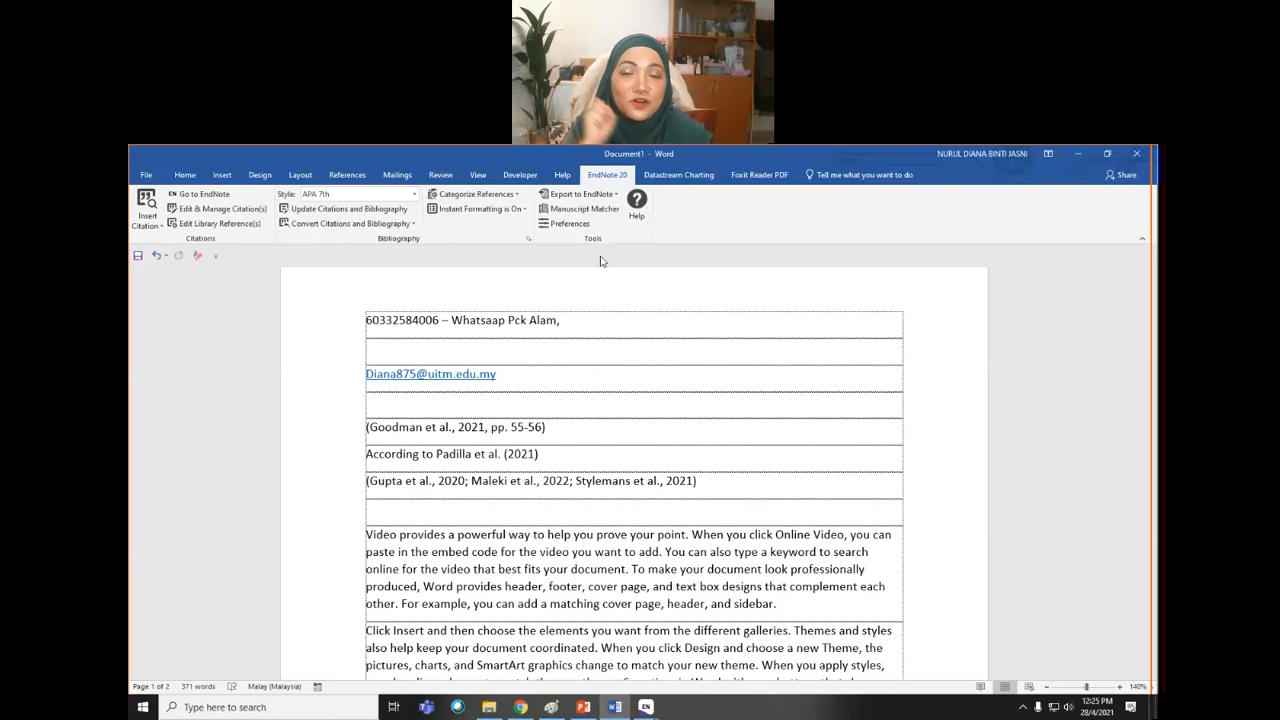 Document1 - Word
NURUL DIANA BINTI JASNI
File Home Insert Design Layout References Mailings Review View Developer Help EndNote 20 Datastream Charting Foxit Reader PDF Tell me what you want to do Share
Insert Citation
Go to EndNote
Edit & Manage Citation(s)
Edit Library Reference(s)
Citations
Style: APA 7th
Update Citations and Bibliography
Convert Citations and Bibliography
Categorize References
Instant Formatting is On
Bibliography
Export to EndNote
Manuscript Matcher
Preferences
Help
Tools
60332584006 – Whatsaap Pck Alam,
Diana875@uitm.edu.my
(Goodman et al., 2021, pp. 55-56)
According to Padilla et al. (2021)
(Gupta et al., 2020; Maleki et al., 2022; Stylemans et al., 2021)
Video provides a powerful way to help you prove your point. When you click Online Video, you can
paste in the embed code for the video you want to add. You can also type a keyword to search
online for the video that best fits your document. To make your document look professionally
produced, Word provides header, footer, cover page, and text box designs that complement each
other. For example, you can add a matching cover page, header, and sidebar.
Click Insert and then choose the elements you want from the different galleries. Themes and styles
also help keep your document coordinated. When you click Design and choose a new Theme, the
pictures, charts, and SmartArt graphics change to match your new theme. When you apply styles,
Page 1 of 2 371 words Malay (Malaysia) 140%
Type here to search
12:25 PM
28/4/2021